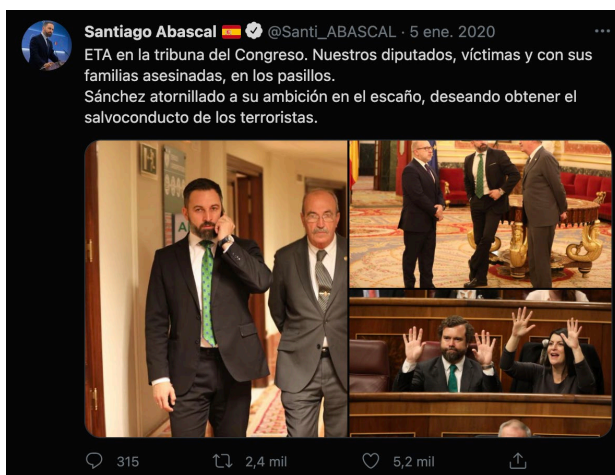 Santiago Abascal 🇪🇸 @Santi_ABASCAL · 5 ene. 2020
ETA en la tribuna del Congreso. Nuestros diputados, víctimas y con sus
familias asesinadas, en los pasillos.
Sánchez atornillado a su ambición en el escaño, deseando obtener el
salvoconducto de los terroristas.
315
2,4 mil
5,2 mil